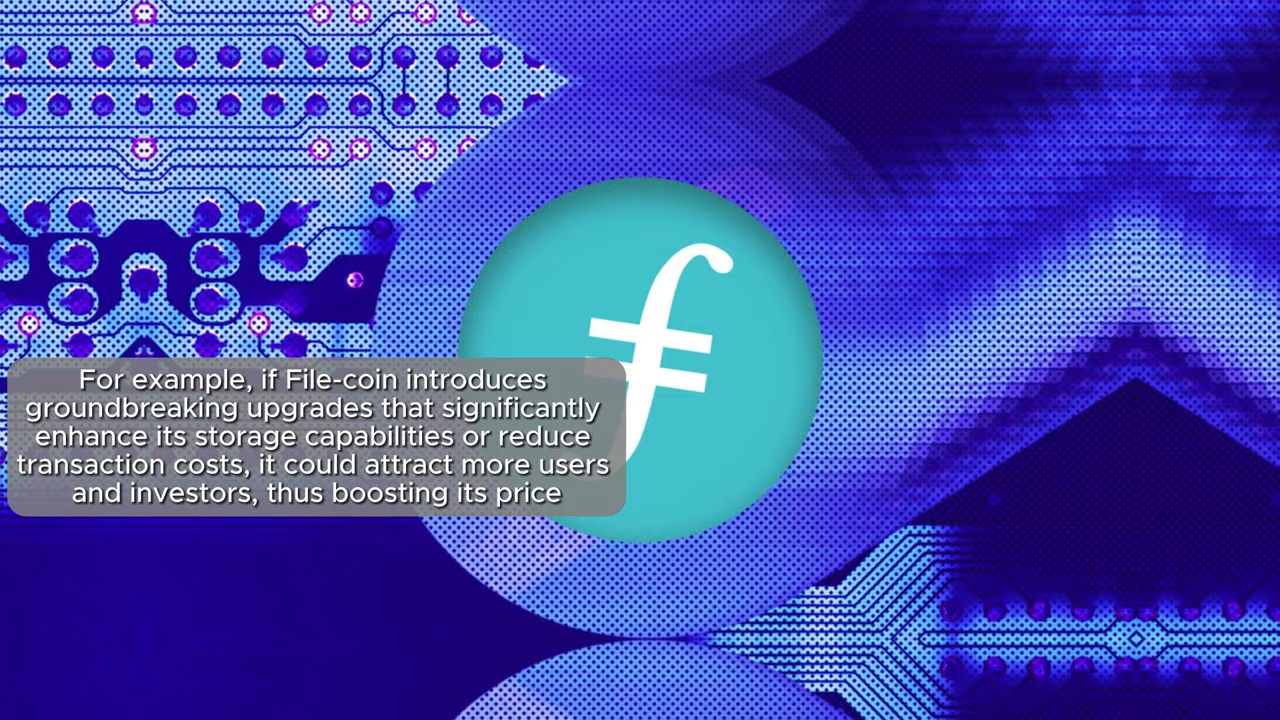 For example, if File-coin introduces
groundbreaking upgrades that significantly
enhance its storage capabilities or reduce
transaction costs, it could attract more users
and investors, thus boosting its price